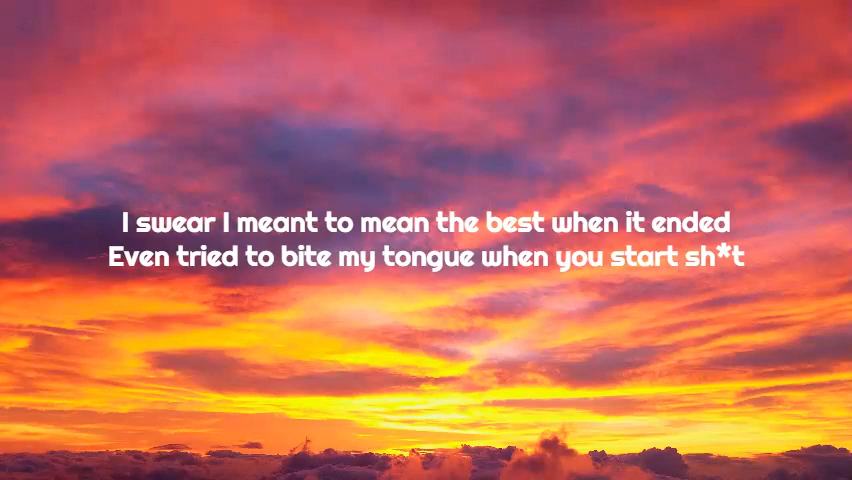 I swear I meant to mean the best when it ended
Even tried to bite my tongue when you start sh*t